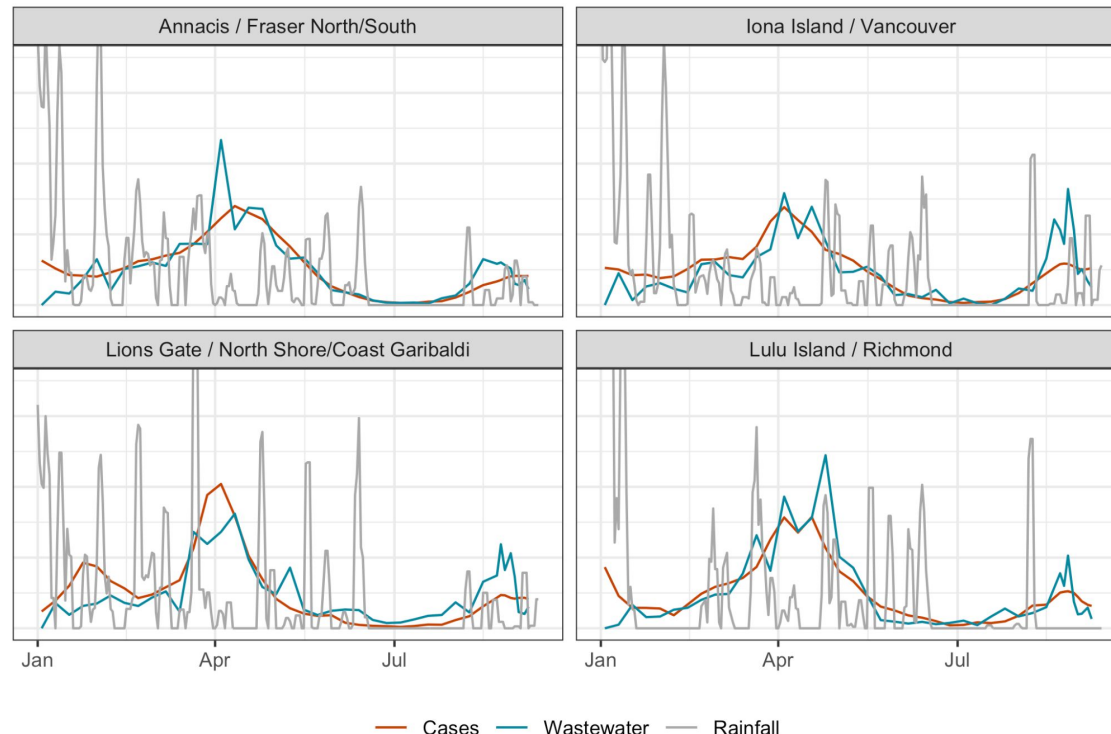 Annacis / Fraser North/South
Iona Island / Vancouver
Lions Gate / North Shore/Coast Garibaldi
Lulu Island / Richmond
Jan Apr Jul Jan Apr Jul
Cases Wastewater Rainfall